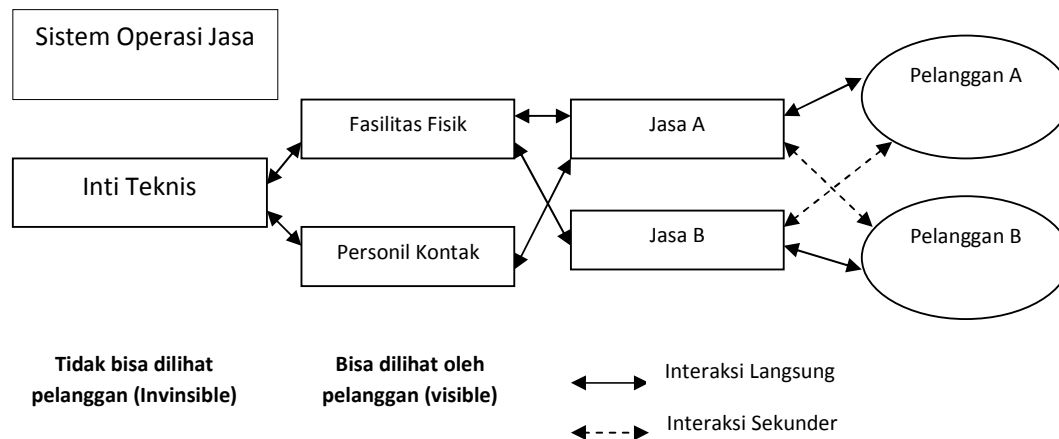 Sistem Operasi Jasa
Pelanggan A
Fasilitas Fisik
Jasa A
Inti Teknis
Personil Kontak
Jasa B
Pelanggan B
Tidak bisa dilihat
pelanggan (Invinsible)
Bisa dilihat oleh
pelanggan (visible)
Interaksi Langsung
Interaksi Sekunder